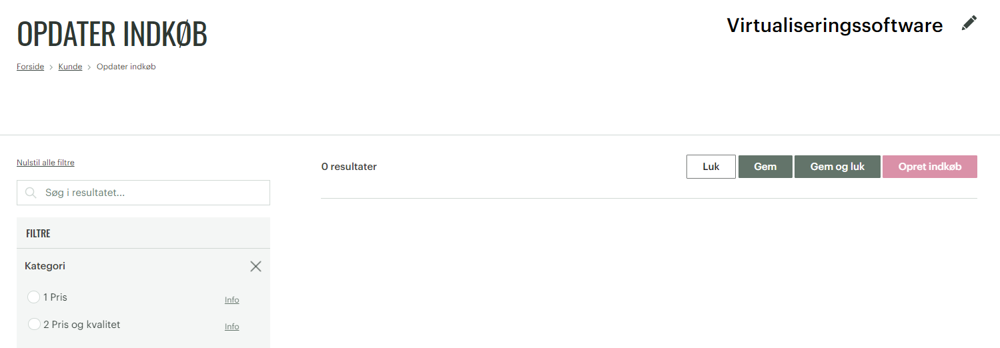 OPDATER INDKØB
Virtualiseringssoftware
Forside > Kunde > Opdater indkøb
Nulstil alle filtre
0 resultater
Luk
Gem
Gem og luk
Opret indkøb
Søg i resultatet...
FILTRE
Kategori
1 Pris
Info
2 Pris og kvalitet
Info